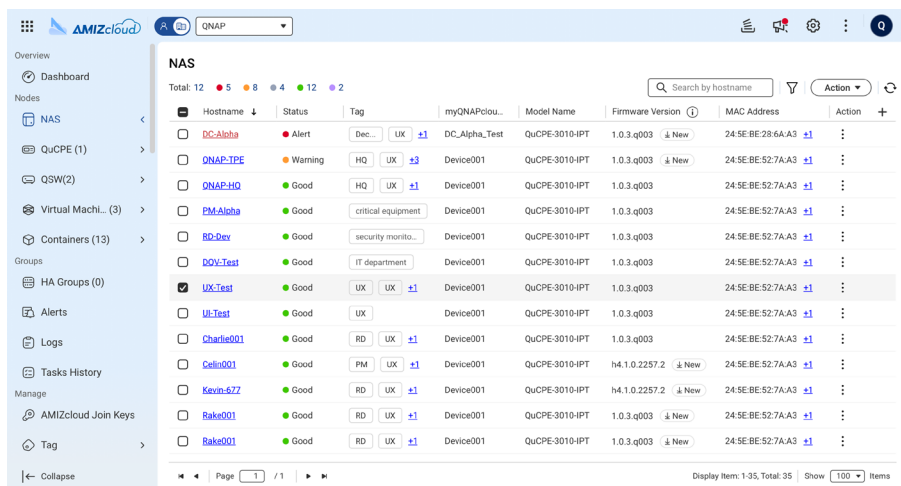 AMIZcloud
QNAP
Q
Overview
Dashboard
Nodes
NAS
QuCPE (1)
QSW(2)
Virtual Machi... (3)
Containers (13)
Groups
HA Groups (0)
Alerts
Logs
Tasks History
Manage
AMIZcloud Join Keys
Tag
Collapse
NAS
Total: 12 5 8 4 12 2
Search by hostname
Action
Hostname Status Tag myQNAPclou... Model Name Firmware Version MAC Address Action
DC-Alpha Alert Dec... UX +1 DC_Alpha_Test QuCPE-3010-IPT 1.0.3.q003 New 24:5E:BE:28:6A:A3 +1
QNAP-TPE Warning HQ UX +3 Device001 QuCPE-3010-IPT 1.0.3.q003 New 24:5E:BE:52:7A:A3 +1
QNAP-HQ Good HQ UX +1 Device001 QuCPE-3010-IPT 1.0.3.q003 24:5E:BE:52:7A:A3 +1
PM-Alpha Good critical equipment Device001 QuCPE-3010-IPT 1.0.3.q003 24:5E:BE:52:7A:A3 +1
RD-Dev Good security monito... Device001 QuCPE-3010-IPT 1.0.3.q003 24:5E:BE:52:7A:A3 +1
DQV-Test Good IT department Device001 QuCPE-3010-IPT 1.0.3.q003 24:5E:BE:52:7A:A3 +1
UX-Test Good UX UX +1 Device001 QuCPE-3010-IPT 1.0.3.q003 24:5E:BE:52:7A:A3 +1
UI-Test Good UX Device001 QuCPE-3010-IPT 1.0.3.q003 24:5E:BE:52:7A:A3 +1
Charlie001 Good RD UX +1 Device001 QuCPE-3010-IPT 1.0.3.q003 24:5E:BE:52:7A:A3 +1
Celin001 Good PM UX +1 Device001 QuCPE-3010-IPT h4.1.0.2257.2 New 24:5E:BE:52:7A:A3 +1
Kevin-677 Good RD UX +1 Device001 QuCPE-3010-IPT h4.1.0.2257.2 New 24:5E:BE:52:7A:A3 +1
Rake001 Good RD UX +1 Device001 QuCPE-3010-IPT 1.0.3.q003 New 24:5E:BE:52:7A:A3 +1
Rake001 Good RD UX +1 Device001 QuCPE-3010-IPT 1.0.3.q003 New 24:5E:BE:52:7A:A3 +1
Page 1 / 1 Display Item: 1-35, Total: 35 Show 100 Items